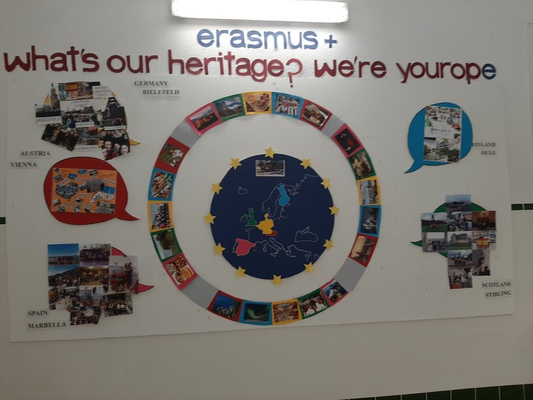 erasmus+
what's our heritage? we're yourope
GERMANY
BIELEFELD
AUSTRIA
VIENNA
FINLAND
OULU
SPAIN
MARBELLA
SCOTLAND
STIRLING